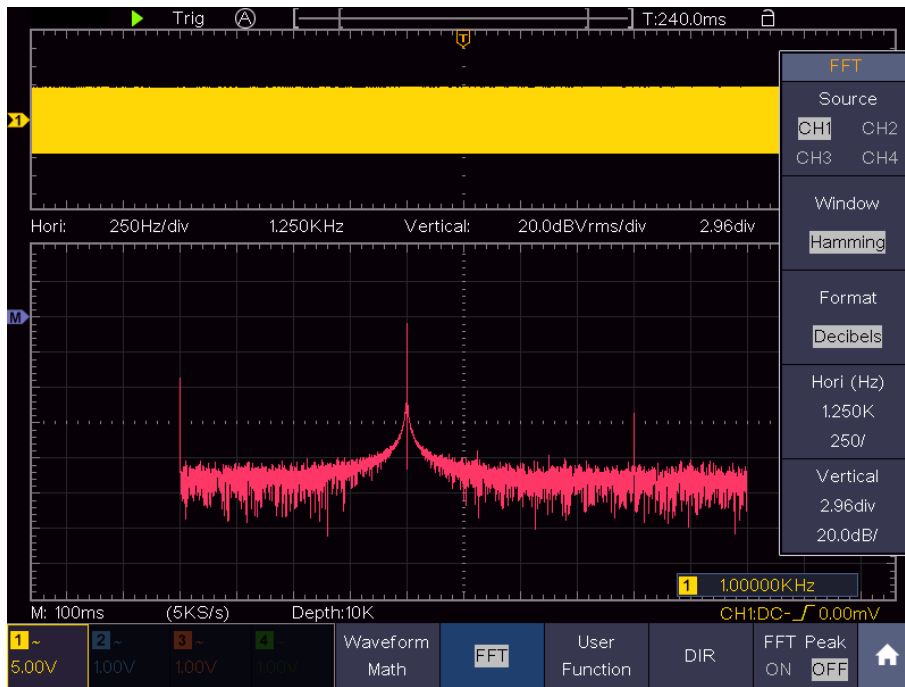 Trig A T:240.0ms
T
FFT
Source
1
CH1 CH2
CH3 CH4
Window
Hori: 250Hz/div 1.250KHz Vertical: 20.0dBVrms/div 2.96div
Hamming
Format
M
Decibels
Hori (Hz)
1.250K
250/
Vertical
2.96div
20.0dB/
1 1.00000KHz
M: 100ms (5KS/s) Depth:10K CH1:DC- 0.00mV
1 ~ 2 ~ 3 ~ 4 ~ Waveform User FFT Peak
FFT DIR
5.00V 1.00V 1.00V 1.00V Math Function ON OFF